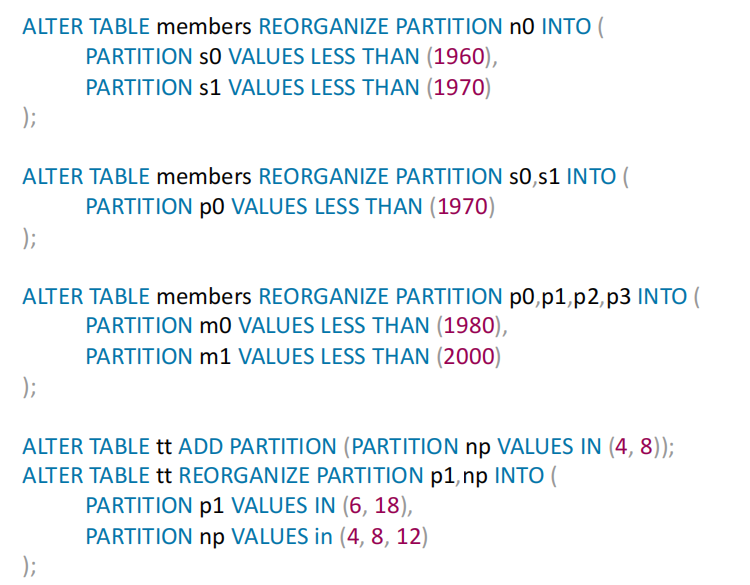 ALTER TABLE members REORGANIZE PARTITION n0 INTO (
PARTITION s0 VALUES LESS THAN (1960),
PARTITION s1 VALUES LESS THAN (1970)
);
ALTER TABLE members REORGANIZE PARTITION s0,s1 INTO (
PARTITION p0 VALUES LESS THAN (1970)
);
ALTER TABLE members REORGANIZE PARTITION p0,p1,p2,p3 INTO (
PARTITION m0 VALUES LESS THAN (1980),
PARTITION m1 VALUES LESS THAN (2000)
);
ALTER TABLE tt ADD PARTITION (PARTITION np VALUES IN (4, 8));
ALTER TABLE tt REORGANIZE PARTITION p1,np INTO (
PARTITION p1 VALUES IN (6, 18),
PARTITION np VALUES in (4, 8, 12)
);